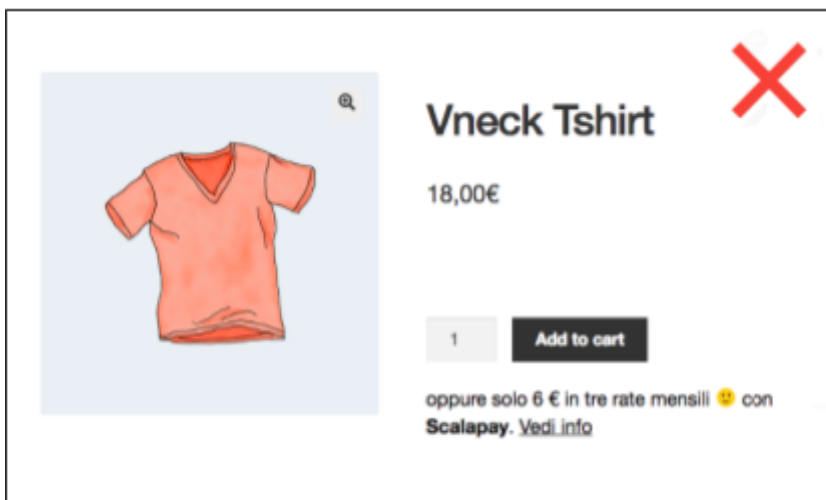 Vneck Tshirt
18,00€
1
Add to cart
oppure solo 6 € in tre rate mensili 🙂 con
Scalapay. Vedi info